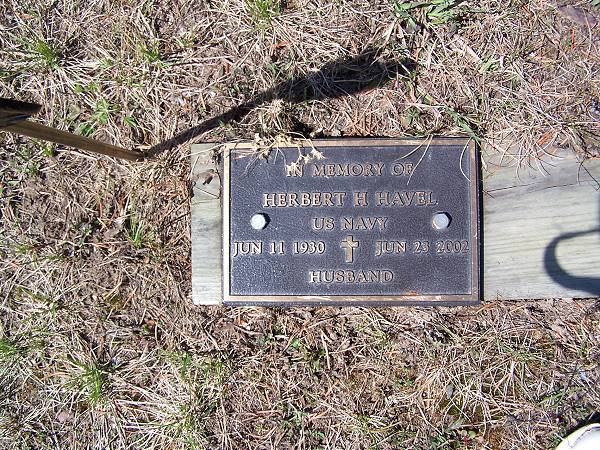 IN MEMORY OF
HERBERT H HAVEL
US NAVY
JUN 11 1930 JUN 23 2002
HUSBAND